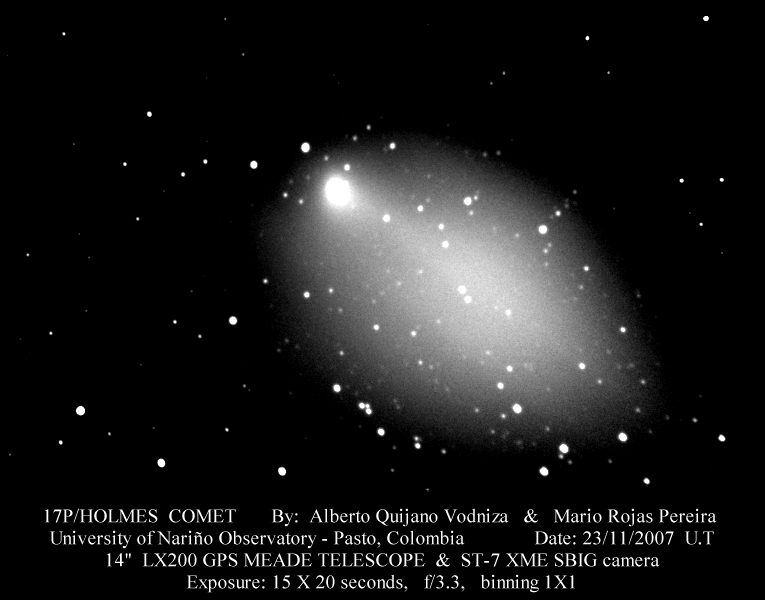 17P/HOLMES COMET By: Alberto Quijano Vodniza & Mario Rojas Pereira
University of Nariño Observatory - Pasto, Colombia Date: 23/11/2007 U.T
14" LX200 GPS MEADE TELESCOPE & ST-7 XME SBIG camera
Exposure: 15 X 20 seconds, f/3.3, binning 1X1